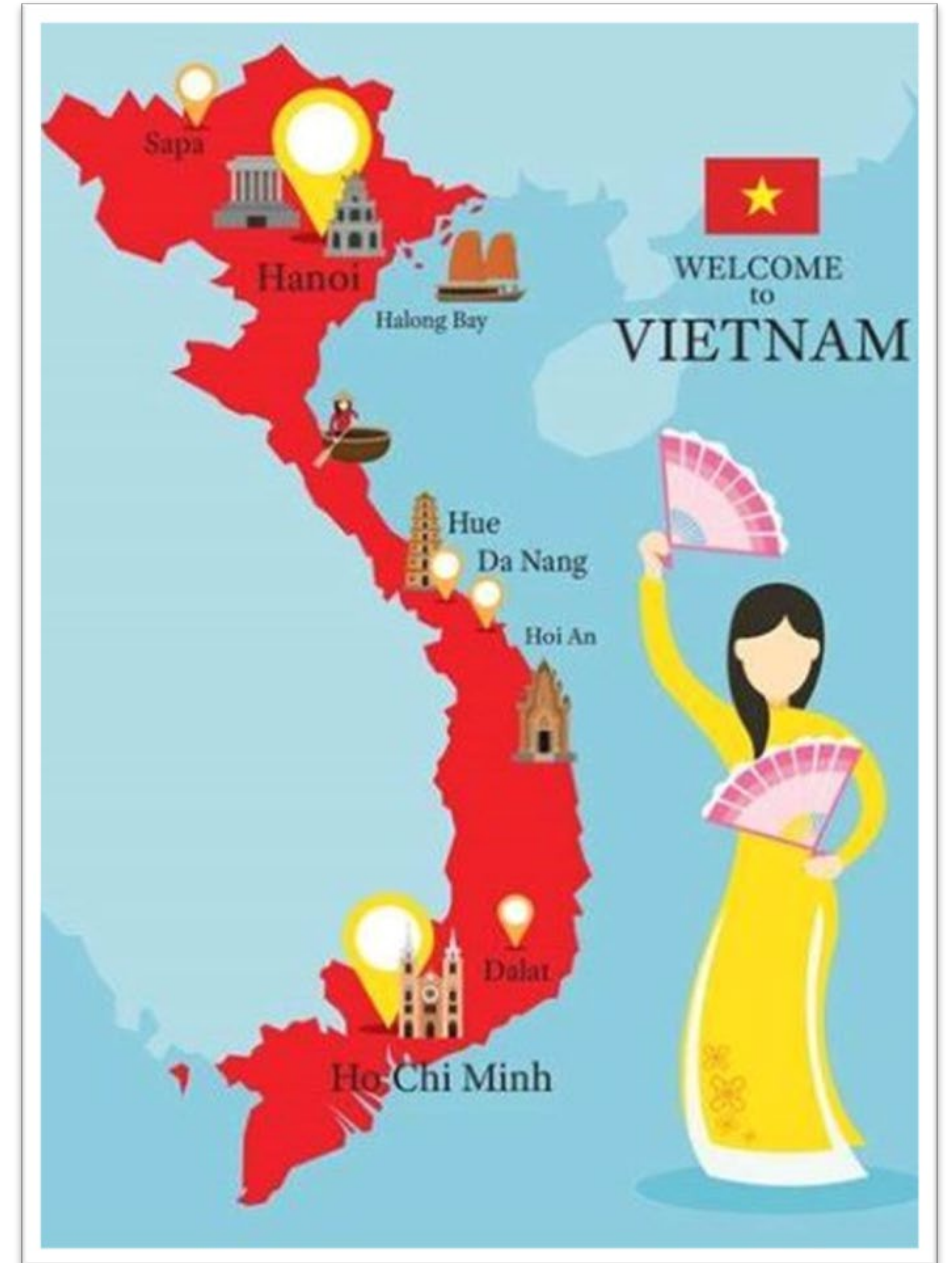 Sapa
Hanoi
Halong Bay
WELCOME
to
VIETNAM
Hue
Da Nang
Hoi An
Dalat
Ho Chi Minh